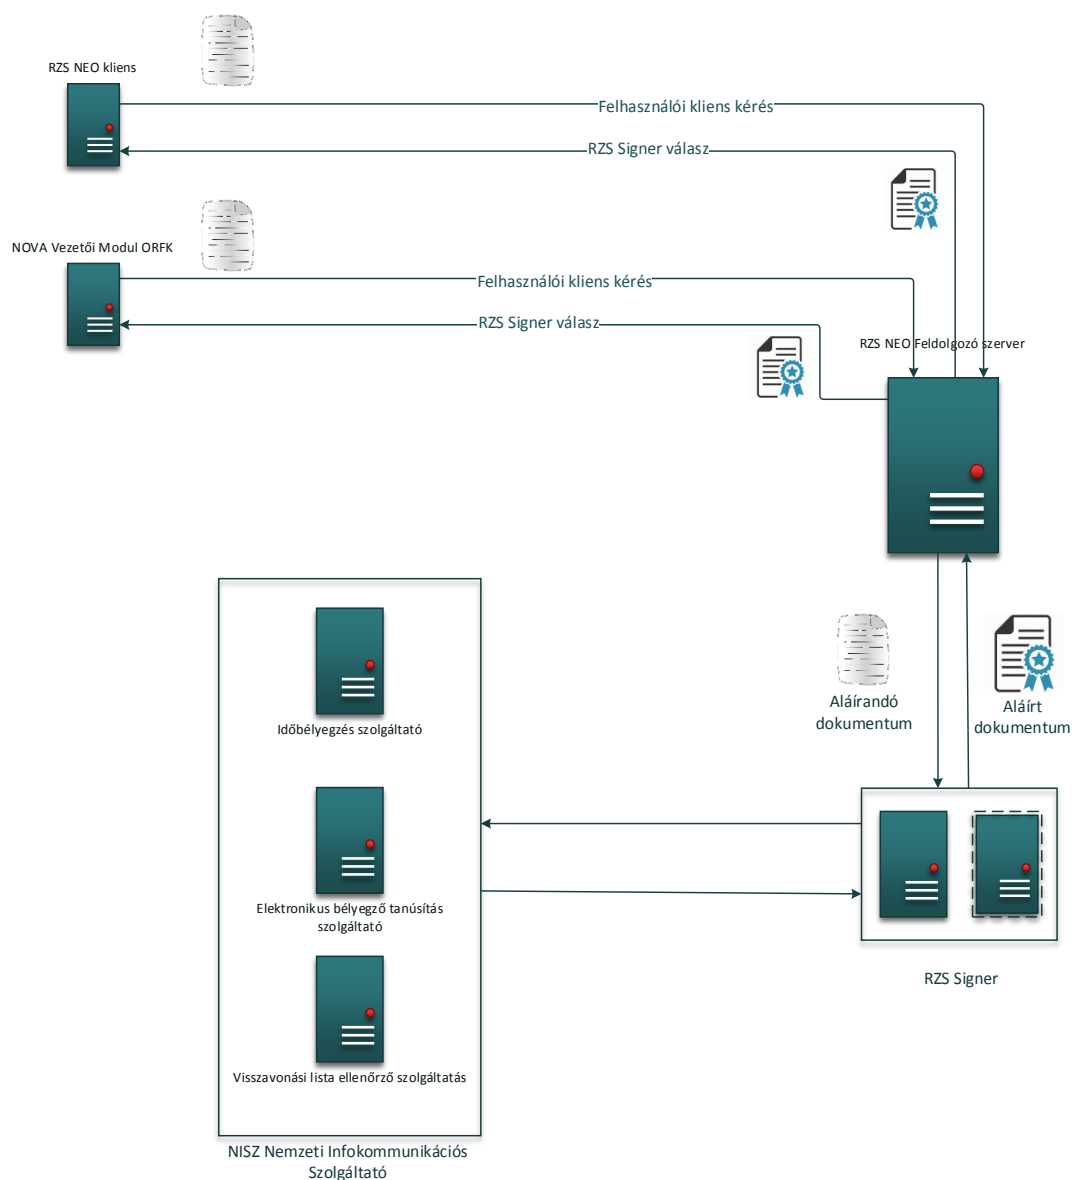 RZS NEO kliens
Felhasználói kliens kérés
RZS Signer válasz
NOVA Vezetői Modul ORFK
Felhasználói kliens kérés
RZS Signer válasz
RZS NEO Feldolgozó szerver
Aláírandó
dokumentum
Aláírt
dokumentum
Időbélyegzés szolgáltató
Elektronikus bélyegző tanúsítás
szolgáltató
RZS Signer
Visszavonási lista ellenőrző szolgáltatás
NISZ Nemzeti Infokommunikációs
Szolgáltató